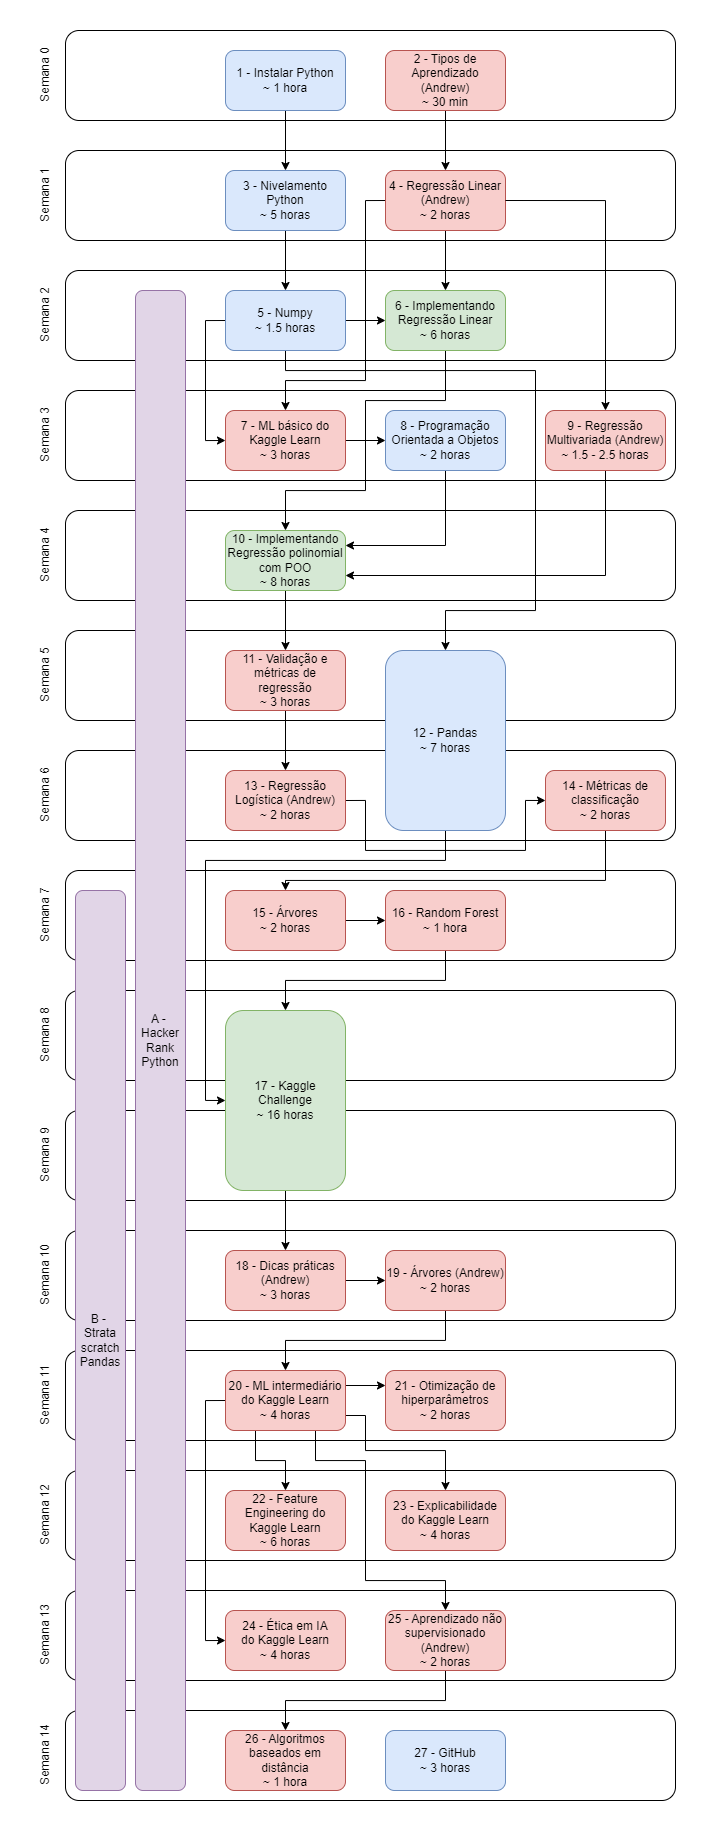 Semana 0
1 - Instalar Python
~ 1 hora
2 - Tipos de
Aprendizado
(Andrew)
~ 30 min
Semana 1
3 - Nivelamento
Python
~ 5 horas
4 - Regressão Linear
(Andrew)
~ 2 horas
Semana 2
5 - Numpy
~ 1.5 horas
6 - Implementando
Regressão Linear
~ 6 horas
Semana 3
7 - ML básico do
Kaggle Learn
~ 3 horas
8 - Programação
Orientada a Objetos
~ 2 horas
9 - Regressão
Multivariada (Andrew)
~ 1.5 - 2.5 horas
Semana 4
10 - Implementando
Regressão polinomial
com POO
~ 8 horas
Semana 5
11 - Validação e
métricas de
regressão
~ 3 horas
12 - Pandas
~ 7 horas
Semana 6
13 - Regressão
Logística (Andrew)
~ 2 horas
14 - Métricas de
classificação
~ 2 horas
Semana 7
15 - Árvores
~ 2 horas
16 - Random Forest
~ 1 hora
Semana 8
A -
Hacker
Rank
Python
17 - Kaggle
Challenge
~ 16 horas
Semana 9
Semana 10
18 - Dicas práticas
(Andrew)
~ 3 horas
19 - Árvores (Andrew)
~ 2 horas
B -
Strata
scratch
Pandas
Semana 11
20 - ML intermediário
do Kaggle Learn
~ 4 horas
21 - Otimização de
hiperparâmetros
~ 2 horas
Semana 12
22 - Feature
Engineering do
Kaggle Learn
~ 6 horas
23 - Explicabilidade
do Kaggle Learn
~ 4 horas
Semana 13
24 - Ética em IA
do Kaggle Learn
~ 4 horas
25 - Aprendizado não
supervisionado
(Andrew)
~ 2 horas
Semana 14
26 - Algoritmos
baseados em
distância
~ 1 hora
27 - GitHub
~ 3 horas